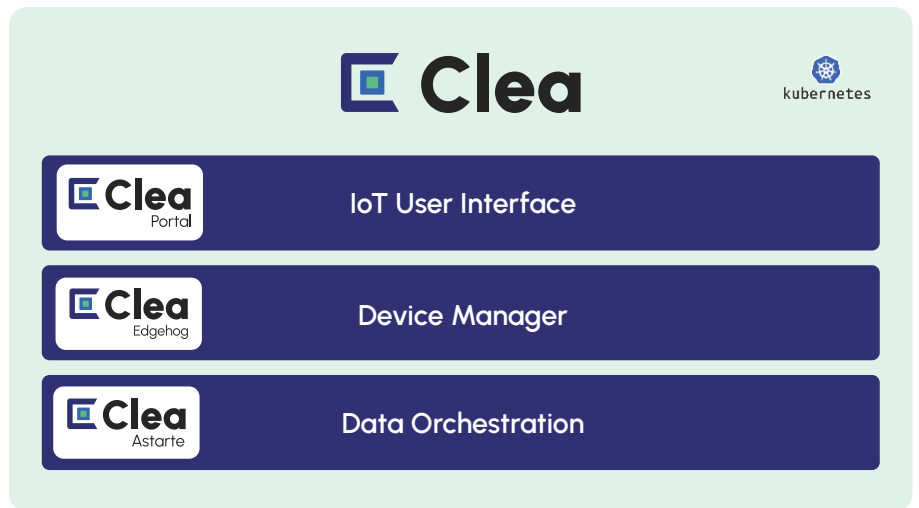 Clea
kubernetes
Clea
Portal
IoT User Interface
Clea
Edgehog
Device Manager
Clea
Astarte
Data Orchestration